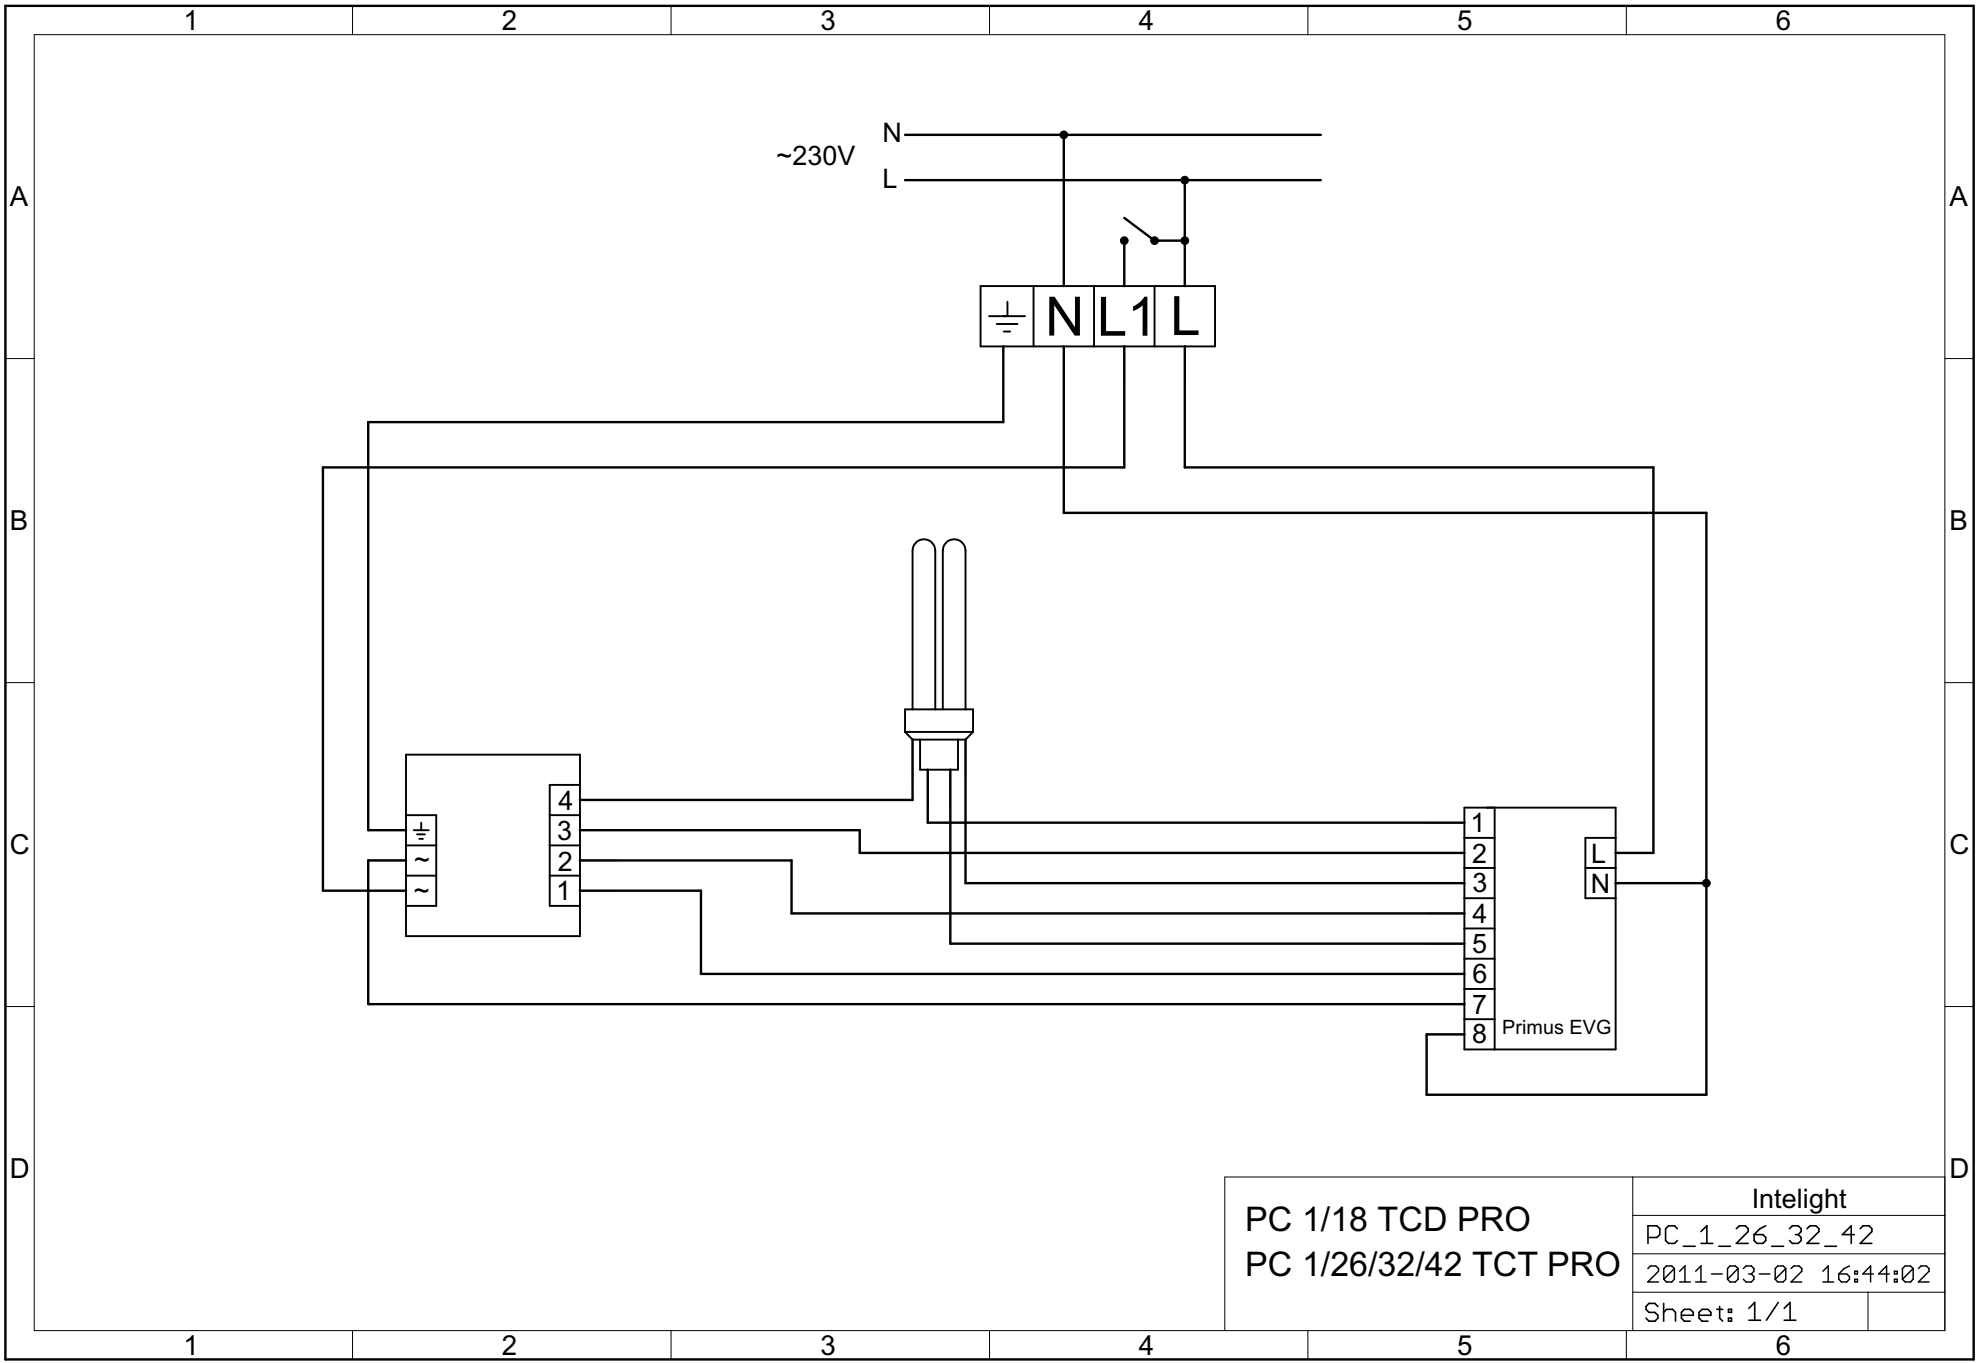 1 2 3 4 5 6
N
~230V
L
A A
N L1 L
B B
4
3
~ 2
~ 1
C C
1
2 L
3 N
4
5
6
7
8 Primus EVG
D D
PC 1/18 TCD PRO
PC 1/26/32/42 TCT PRO
Intelight
PC_1_26_32_42
2011-03-02 16:44:02
Sheet: 1/1
1 2 3 4 5 6